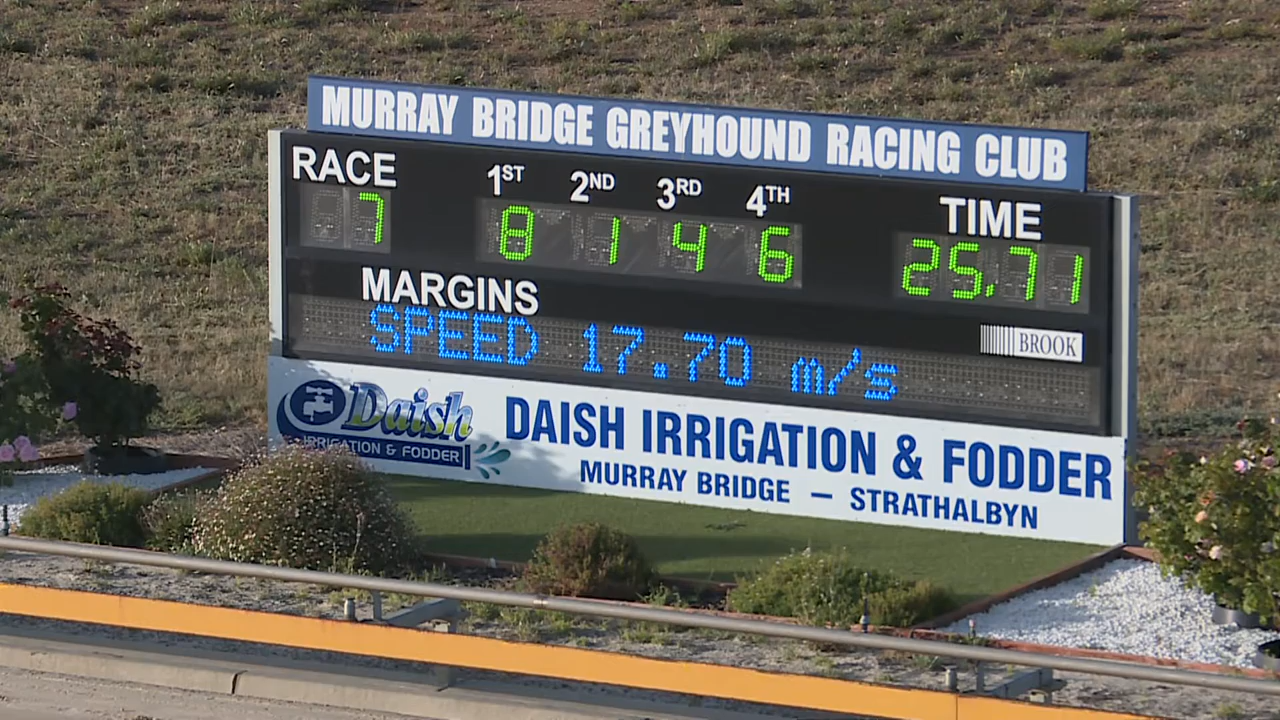 MURRAY BRIDGE GREYHOUND RACING CLUB
RACE 1ST 2ND 3RD 4TH TIME
7 8 1 4 6 25.71
MARGINS
SPEED 17.70 m/s
BROOK
Daish
IRRIGATION & FODDER
DAISH IRRIGATION & FODDER
MURRAY BRIDGE – STRATHALBYN